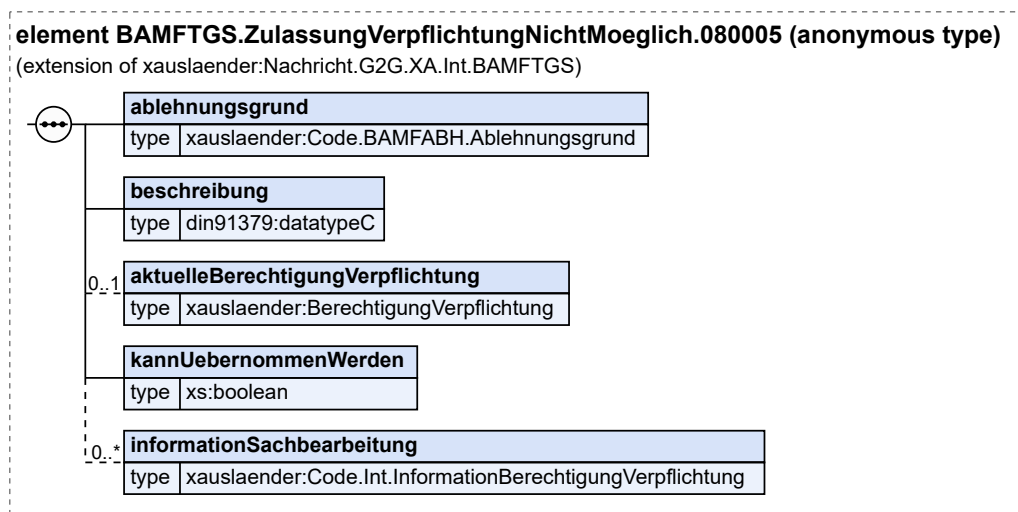 element BAMFTGS.ZulassungVerpflichtungNichtMoeglich.080005 (anonymous type)
(extension of xauslaender:Nachricht.G2G.XA.Int.BAMFTGS)
ablehnungsgrund
type xauslaender:Code.BAMFABH.Ablehnungsgrund
beschreibung
type din91379:datatypeC
0..1 aktuelleBerechtigungVerpflichtung
type xauslaender:BerechtigungVerpflichtung
kannUebernommenWerden
type xs:boolean
0..* informationSachbearbeitung
type xauslaender:Code.Int.InformationBerechtigungVerpflichtung